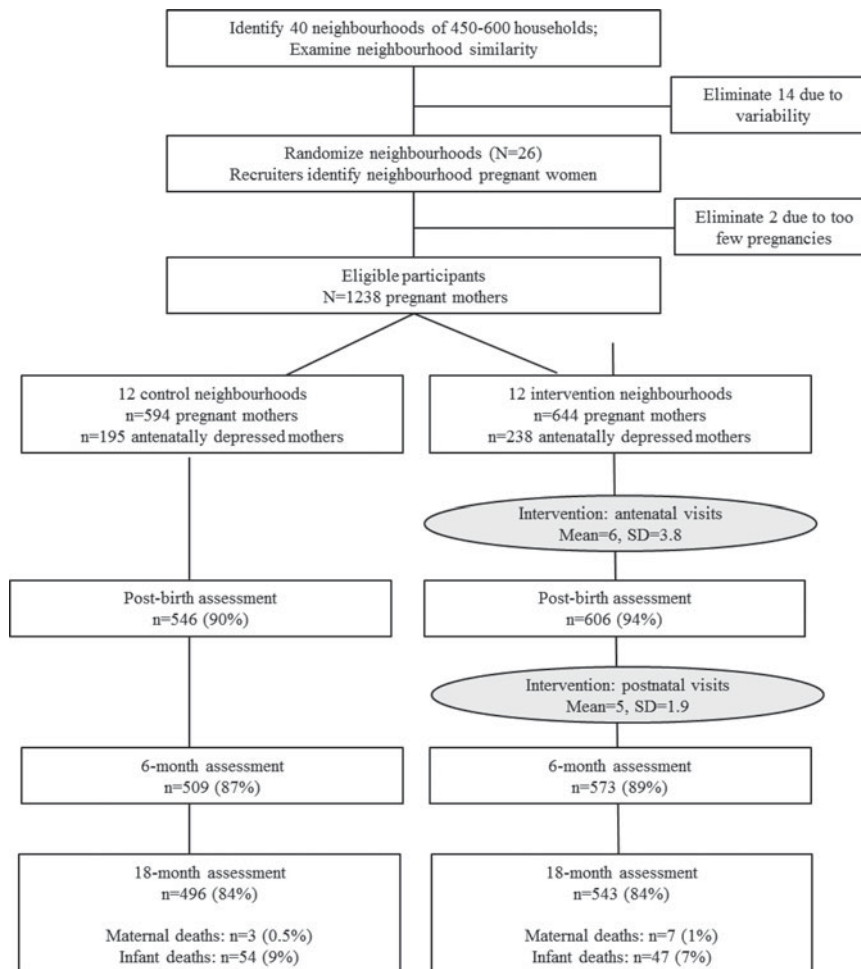 Identify 40 neighbourhoods of 450-600 households;
Examine neighbourhood similarity
Eliminate 14 due to
variability
Randomize neighbourhoods (N=26)
Recruiters identify neighbourhood pregnant women
Eliminate 2 due to too
few pregnancies
Eligible participants
N=1238 pregnant mothers
12 control neighbourhoods
n=594 pregnant mothers
n=195 antenatally depressed mothers
12 intervention neighbourhoods
n=644 pregnant mothers
n=238 antenatally depressed mothers
Intervention: antenatal visits
Mean=6, SD=3.8
Post-birth assessment
n=546 (90%)
Post-birth assessment
n=606 (94%)
Intervention: postnatal visits
Mean=5, SD=1.9
6-month assessment
n=509 (87%)
6-month assessment
n=573 (89%)
18-month assessment
n=496 (84%)
Maternal deaths: n=3 (0.5%)
Infant deaths: n=54 (9%)
18-month assessment
n=543 (84%)
Maternal deaths: n=7 (1%)
Infant deaths: n=47 (7%)